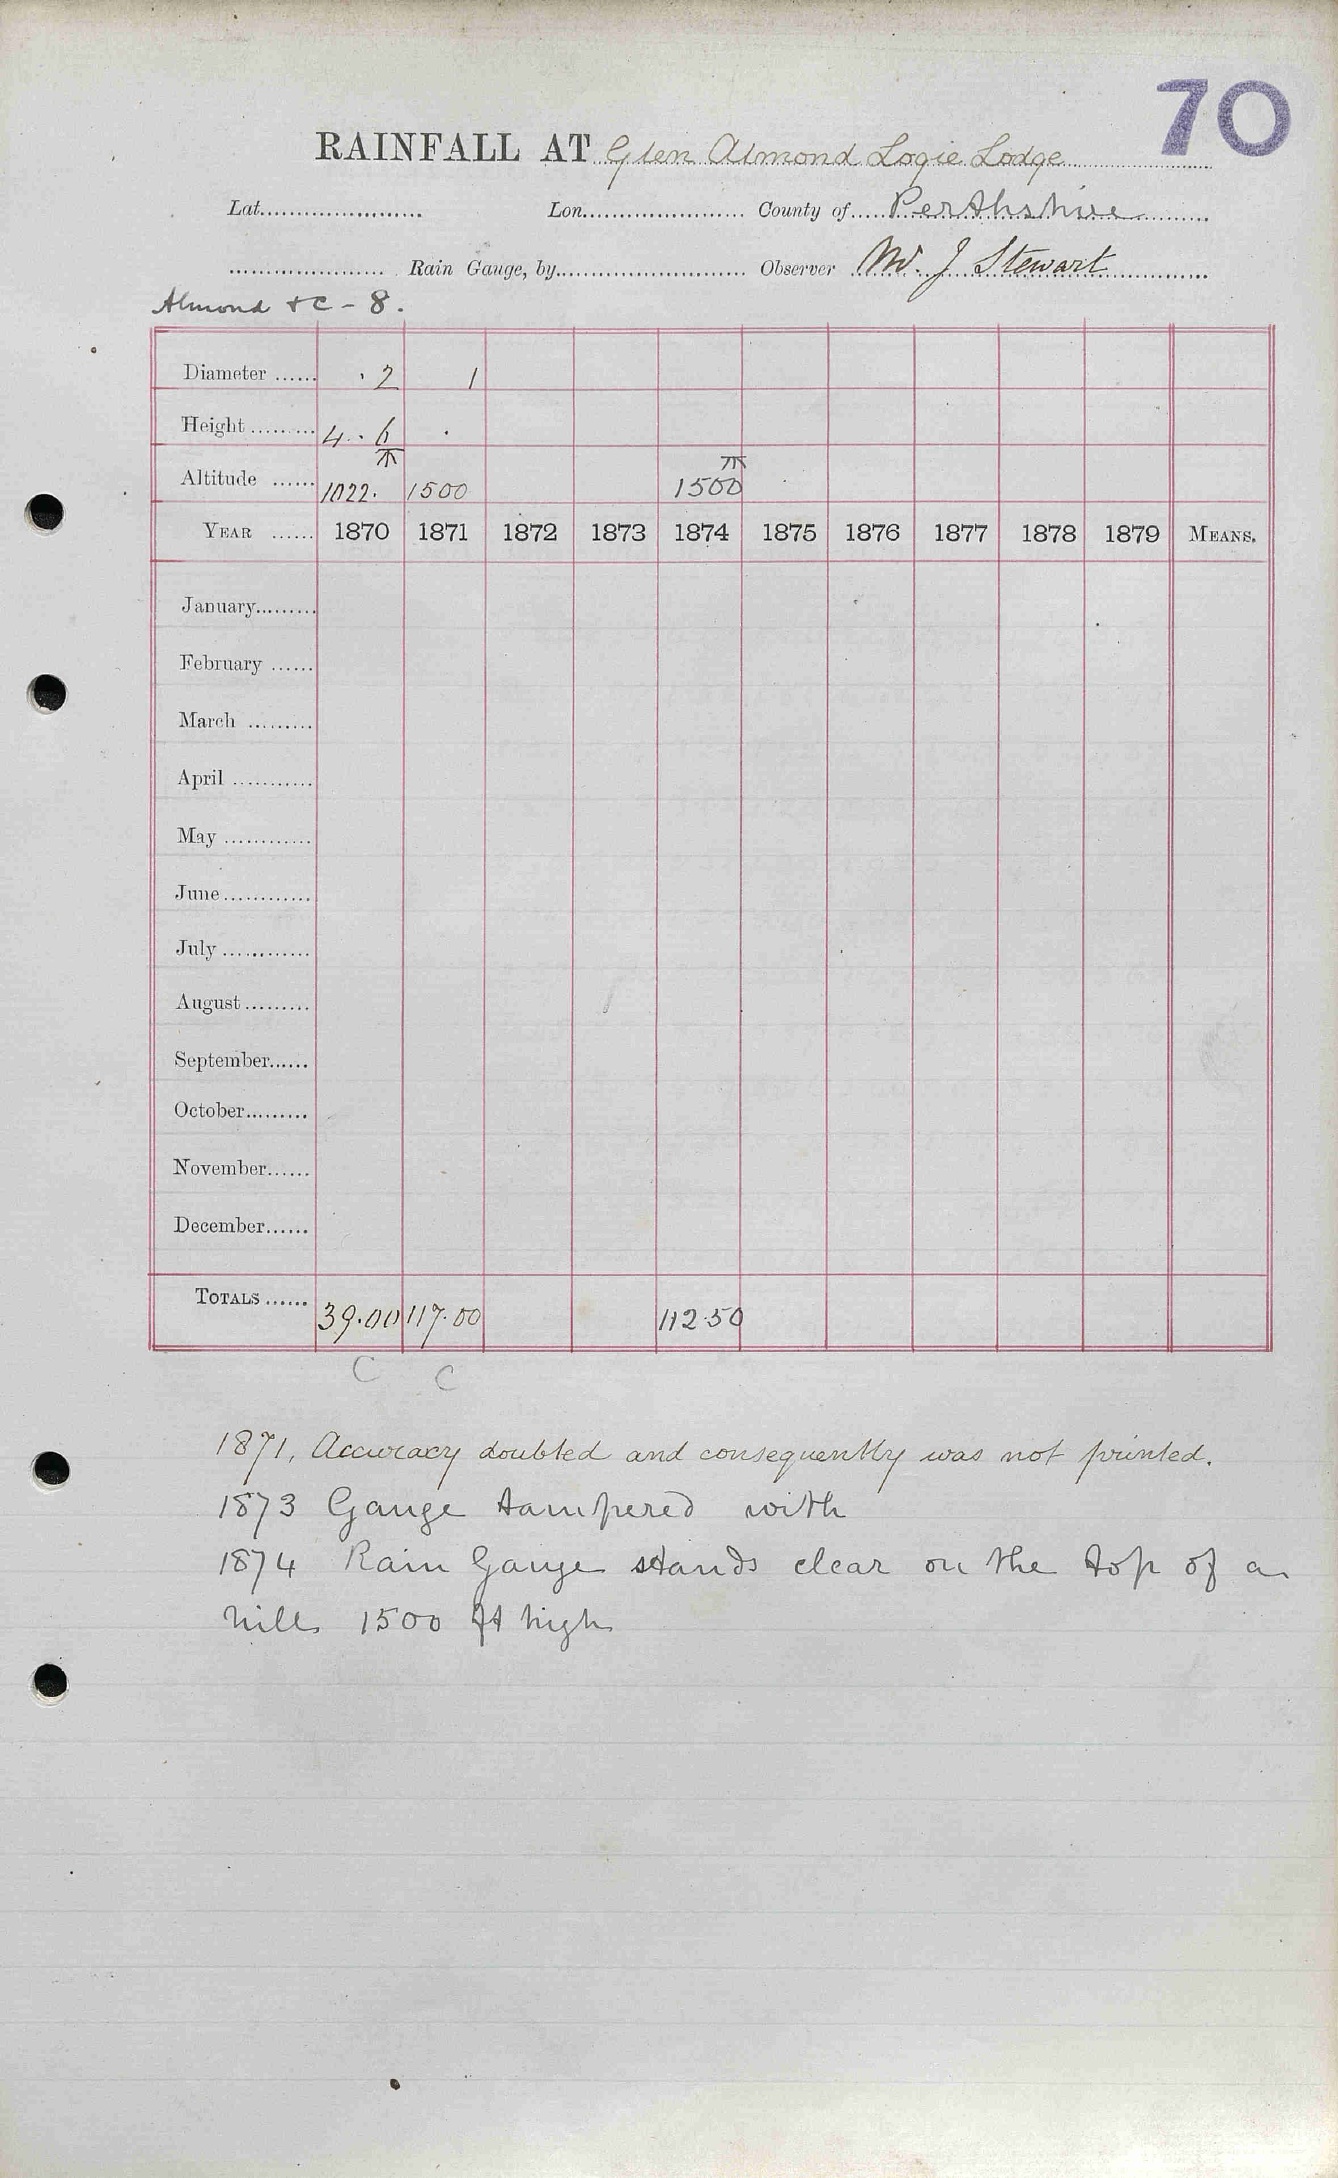 70
RAINFALL AT Glen Almond Logie Lodge
Lat...................... Lon...................... County of..... Perthshire
..................... Rain Gauge, by......................... Observer Mr. J Stewart
Almond &c - 8.
Diameter ...... . 2 1
Height......... 4 . 6 .
Altitude ...... 1022. 1500 1500
YEAR ...... 1870 1871 1872 1873 1874 1875 1876 1877 1878 1879 MEANS.
January.........
February ......
March .........
April ...........
May ............
June............
July ............
August.........
September......
October.........
November......
December......
TOTALS...... 39.00 117.00 112.50
C C
1871, Accuracy doubted and consequently was not printed.
1873 Gauge tampered with
1874 Rain Gauge stands clear on the top of a
hill 1500 ft high